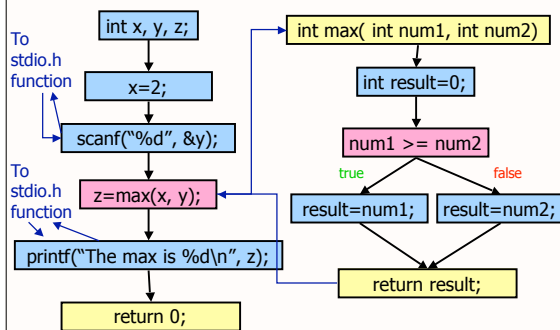 int x, y, z;
To
stdio.h
function
x=2;
scanf(“%d”, &y);
To
stdio.h
function
z=max(x, y);
printf(“The max is %d\n”, z);
return 0;
int max( int num1, int num2)
int result=0;
num1 >= num2
true
false
result=num1;
result=num2;
return result;